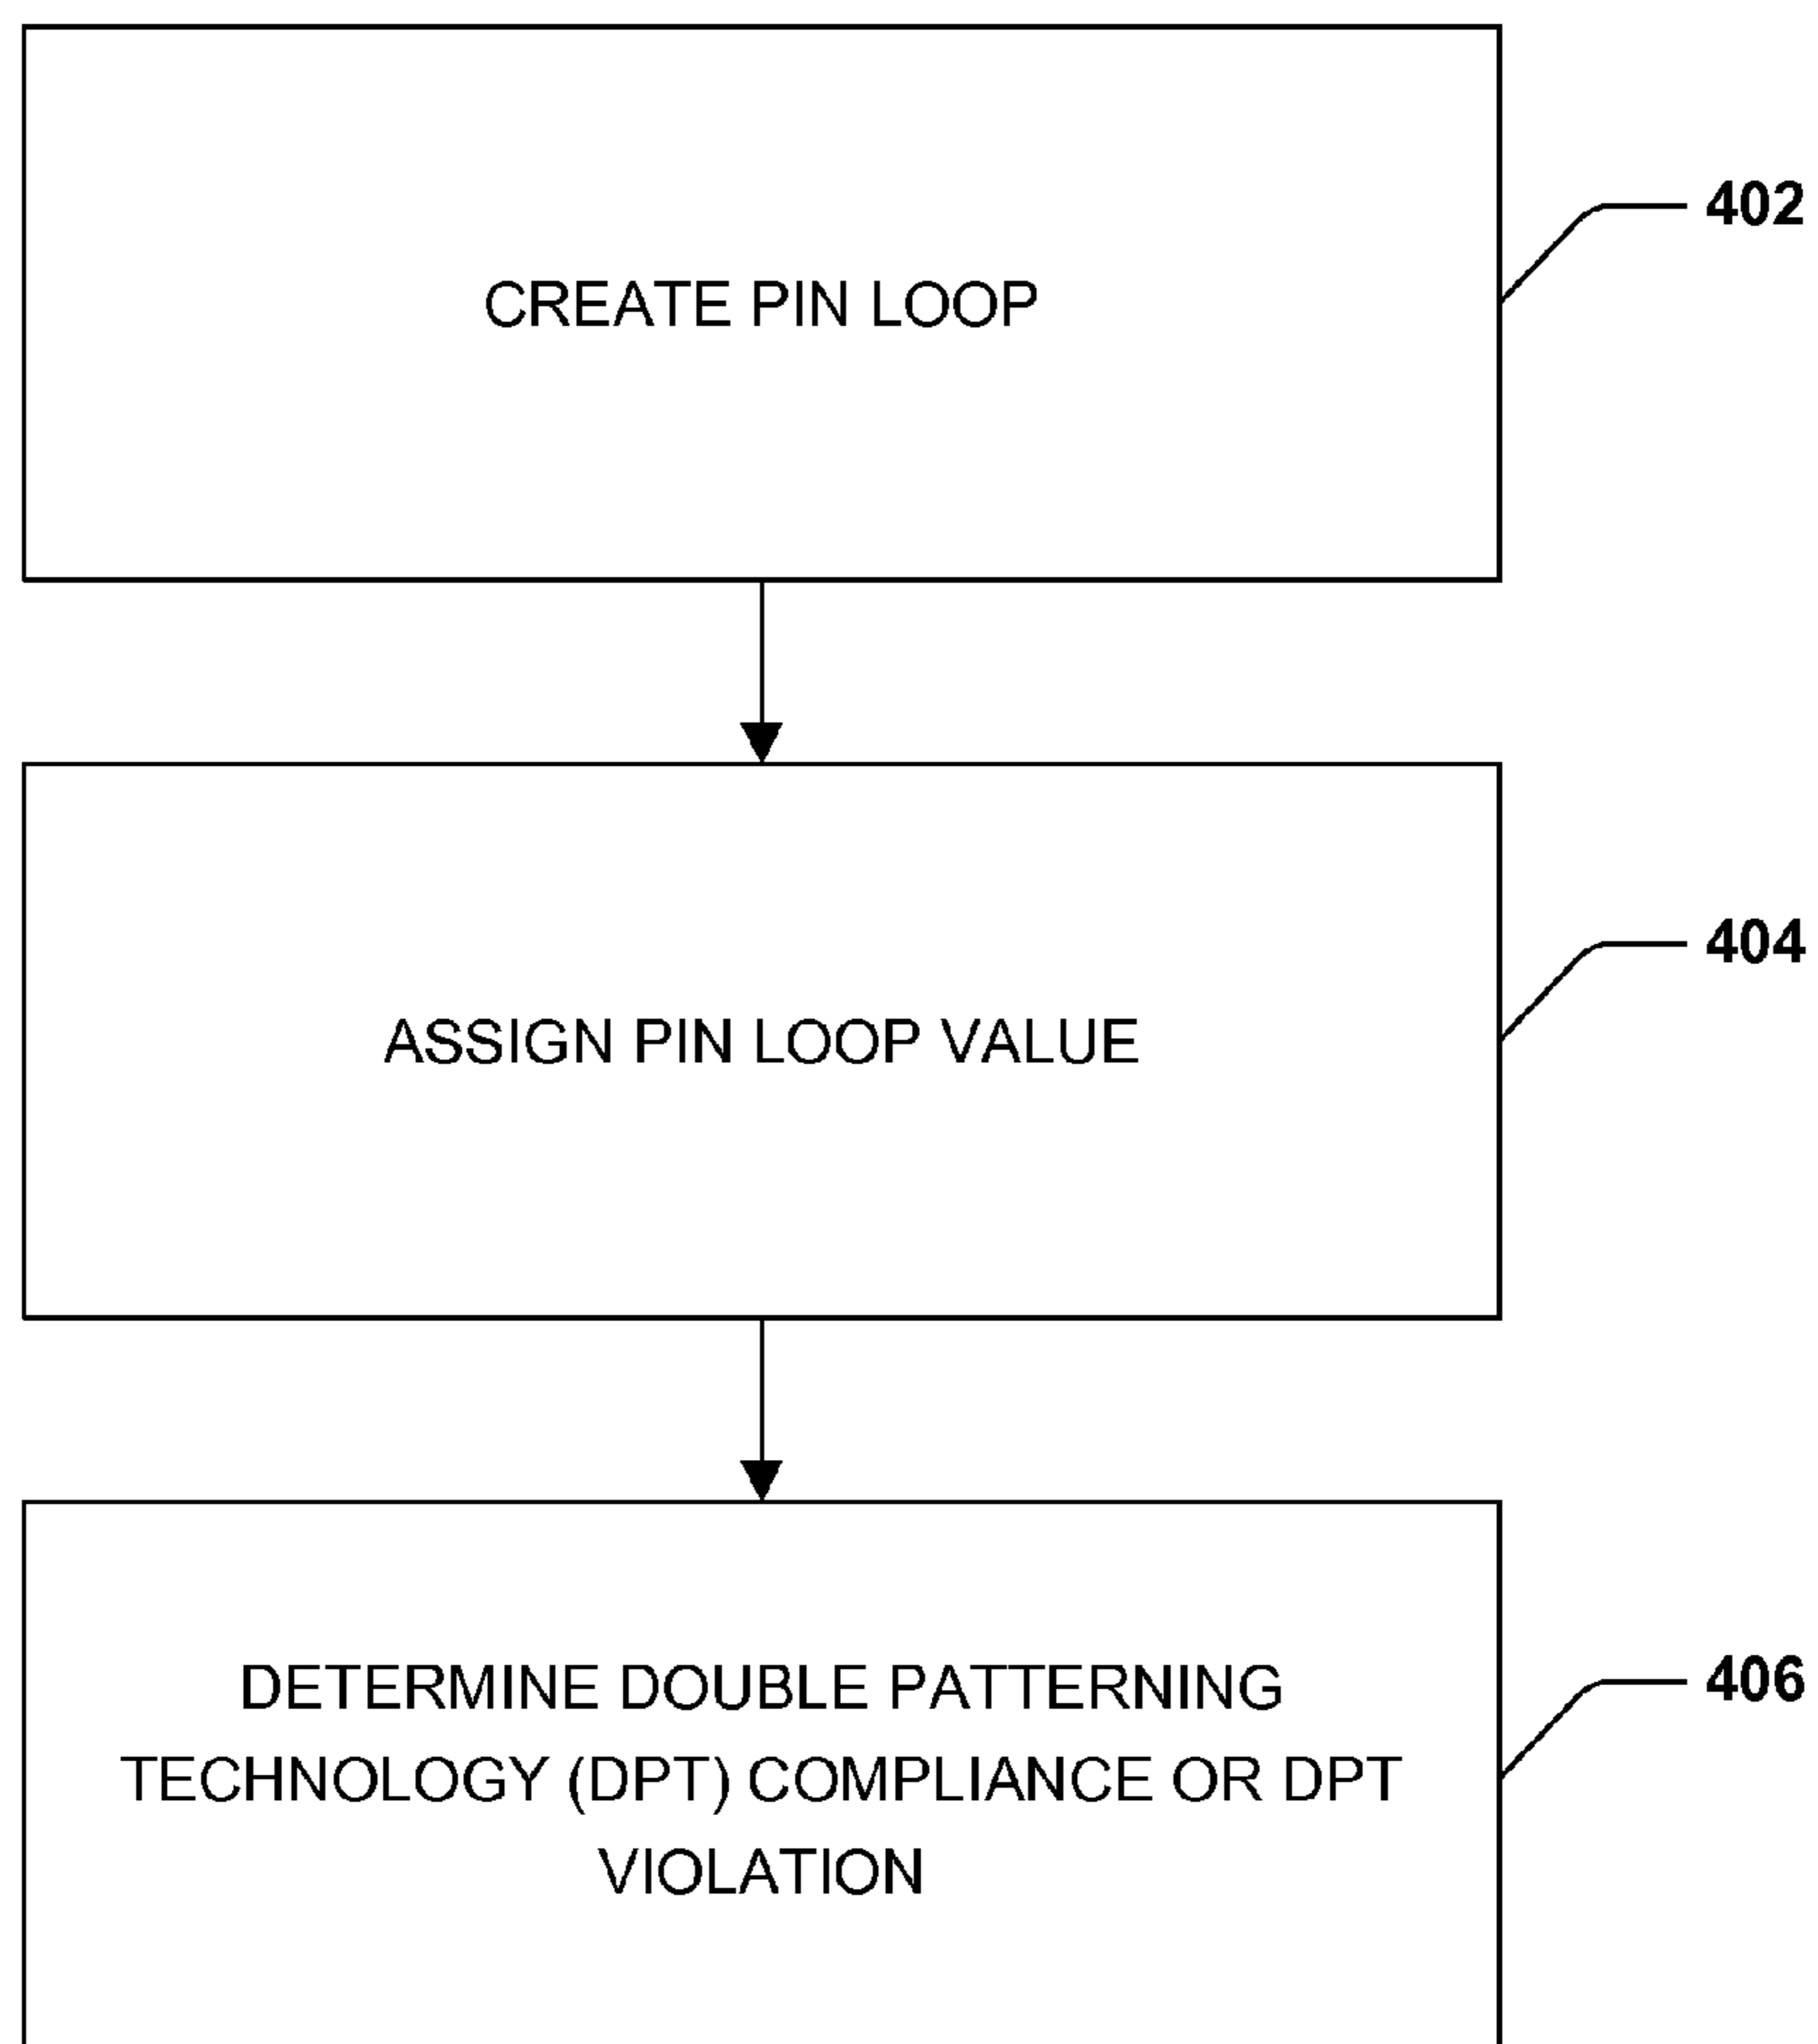 402
CREATE PIN LOOP
404
ASSIGN PIN LOOP VALUE
406
DETERMINE DOUBLE PATTERNING
TECHNOLOGY (DPT) COMPLIANCE OR DPT
VIOLATION